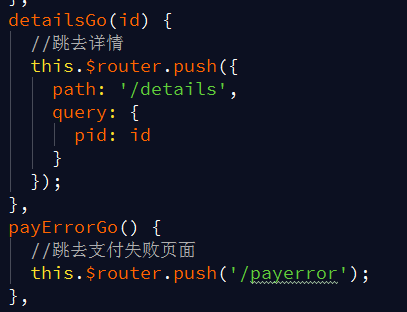 },
detailsGo(id) {
//跳去详情
this.$router.push({
path: '/details',
query: {
pid: id
}
});
},
payErrorGo() {
//跳去支付失败页面
this.$router.push('/payerror');
},